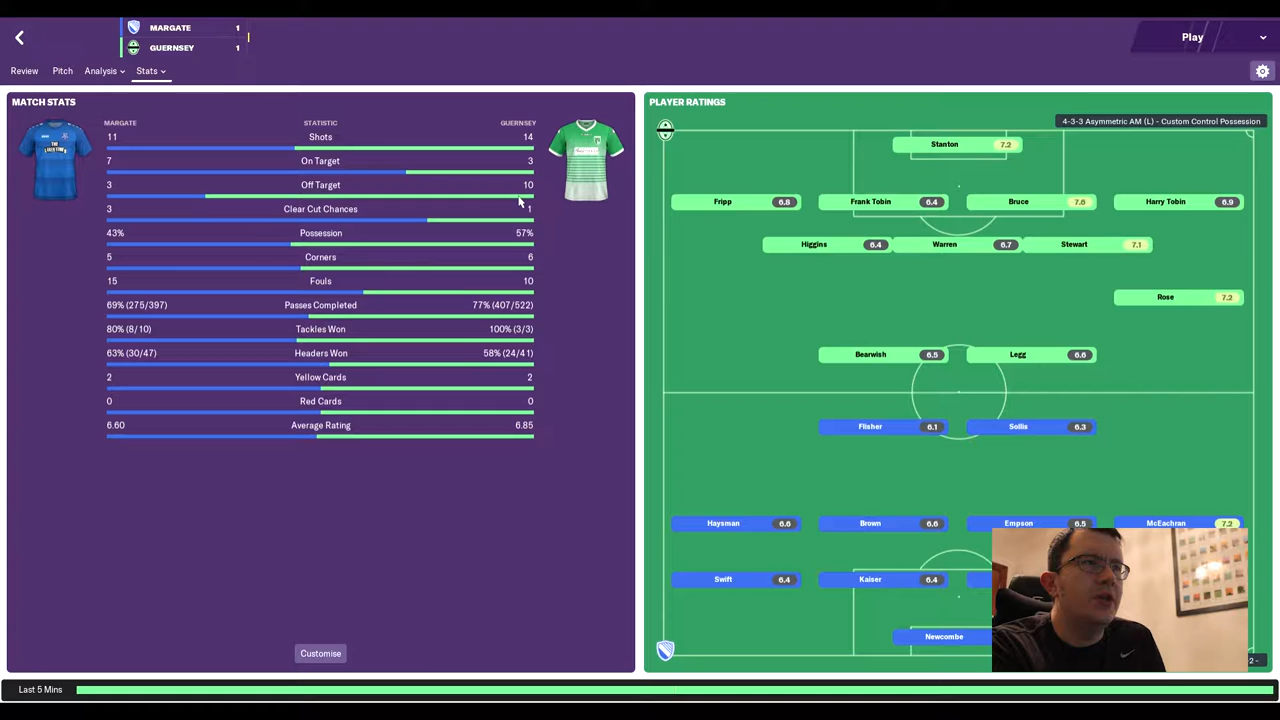 MARGATE 1
GUERNSEY 1
Play
Review Pitch Analysis Stats
MATCH STATS
MARGATE STATISTIC GUERNSEY
11 Shots 14
7 On Target 3
3 Off Target 10
3 Clear Cut Chances 1
43% Possession 57%
5 Corners 6
15 Fouls 10
69% (275/397) Passes Completed 77% (407/522)
80% (8/10) Tackles Won 100% (3/3)
63% (30/47) Headers Won 58% (24/41)
2 Yellow Cards 2
0 Red Cards 0
6.60 Average Rating 6.85
Customise
PLAYER RATINGS
4-3-3 Asymmetric AM (L) - Custom Control Possession
Stanton 7.2
Fripp 6.8 Frank Tobin 6.4 Bruce Harry Tobin 6.9
Higgins 6.4 Warren 6.7 Stewart 7.1
Rose 7.2
Bearwish 6.5 Legg 6.6
Flisher 6.1 Sollis 6.3
Haysman 6.6 Brown 6.6 Empson 6.5 McEachran 7.2
Swift 6.4 Kaiser 6.4
Newcombe
2 -
Last 5 Mins